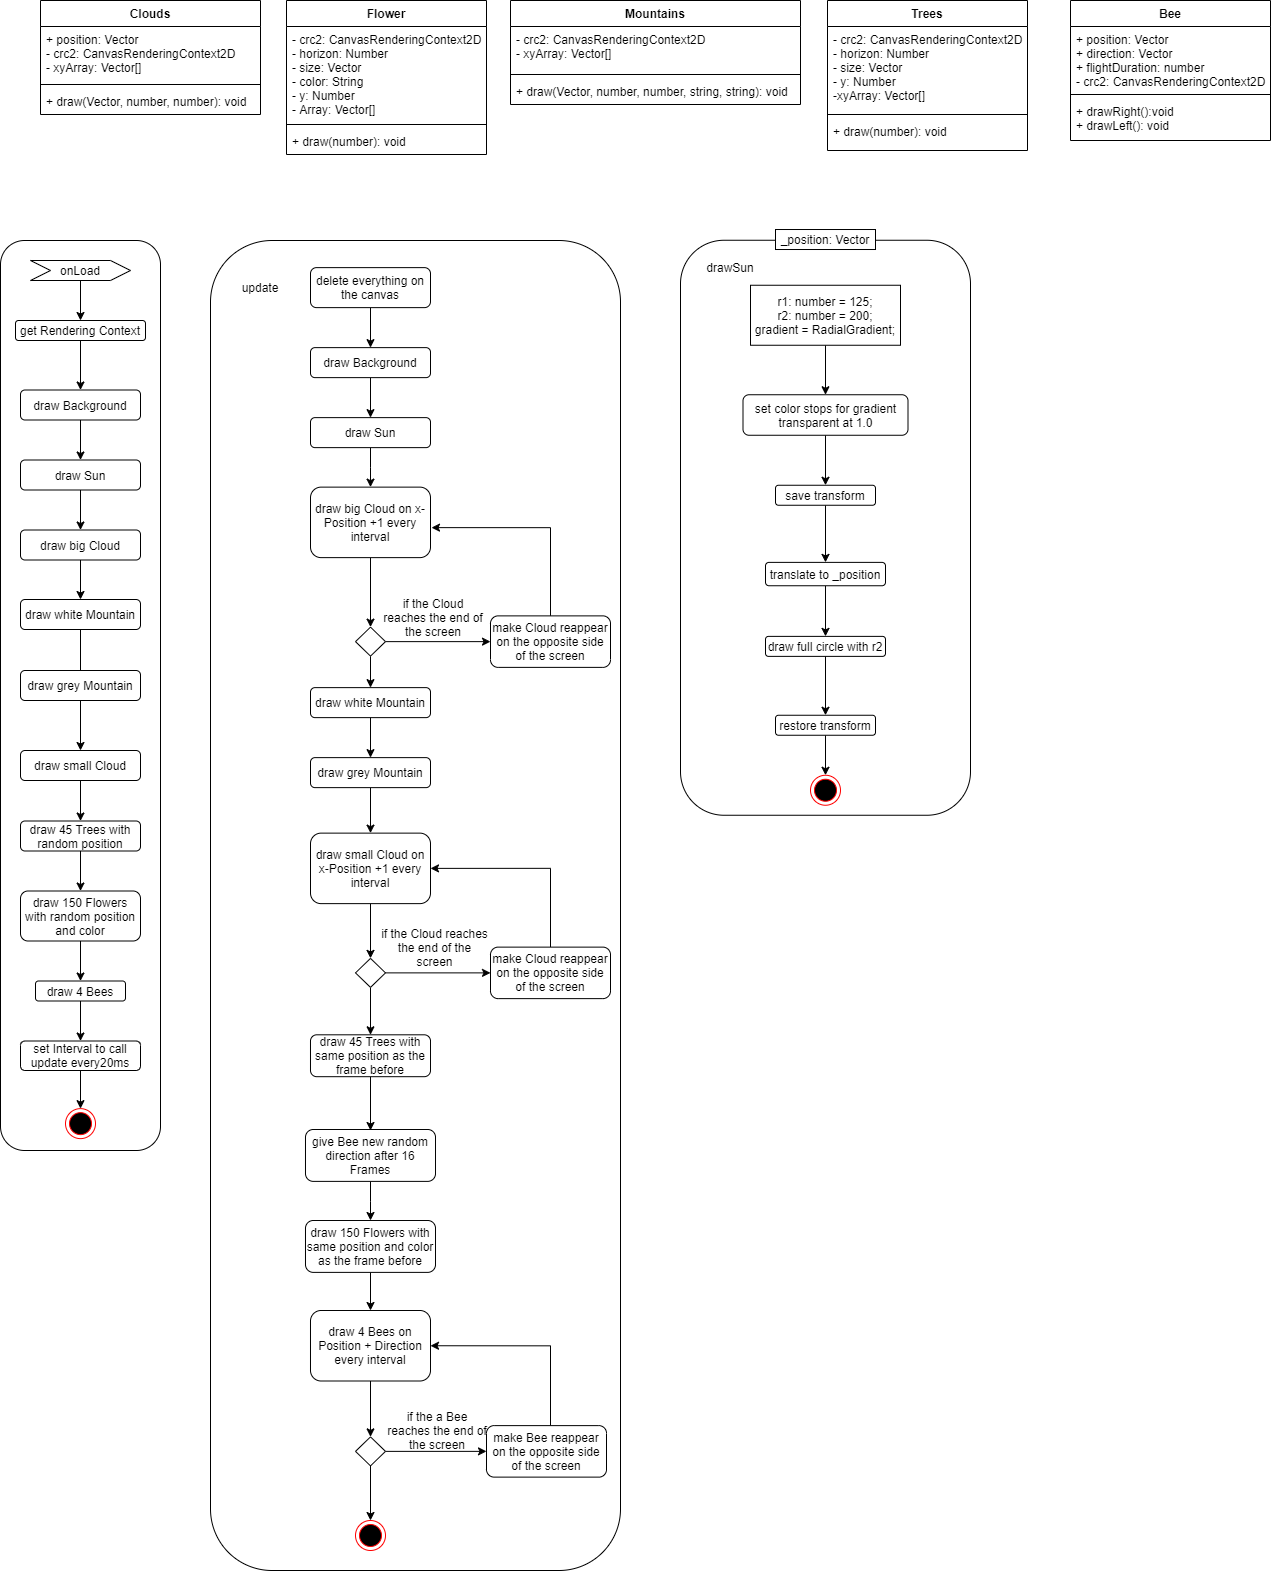 Clouds
+ position: Vector
- crc2: CanvasRenderingContext2D
- xyArray: Vector[]
+ draw(Vector, number, number): void
Flower
- crc2: CanvasRenderingContext2D
- horizon: Number
- size: Vector
- color: String
- y: Number
- Array: Vector[]
+ draw(number): void
Mountains
- crc2: CanvasRenderingContext2D
- xyArray: Vector[]
+ draw(Vector, number, number, string, string): void
Trees
- crc2: CanvasRenderingContext2D
- horizon: Number
- size: Vector
- y: Number
-xyArray: Vector[]
+ draw(number): void
Bee
+ position: Vector
+ direction: Vector
+ flightDuration: number
- crc2: CanvasRenderingContext2D
+ drawRight():void
+ drawLeft(): void
onLoad
get Rendering Context
draw Background
draw Sun
draw big Cloud
draw white Mountain
draw grey Mountain
draw small Cloud
draw 45 Trees with
random position
draw 150 Flowers
with random position
and color
draw 4 Bees
set Interval to call
update every20ms
update
delete everything on
the canvas
draw Background
draw Sun
draw big Cloud on x-
Position +1 every
interval
if the Cloud
reaches the end of
the screen
make Cloud reappear
on the opposite side
of the screen
draw white Mountain
draw grey Mountain
draw small Cloud on
x-Position +1 every
interval
if the Cloud reaches
the end of the
screen
make Cloud reappear
on the opposite side
of the screen
draw 45 Trees with
same position as the
frame before
give Bee new random
direction after 16
Frames
draw 150 Flowers with
same position and color
as the frame before
draw 4 Bees on
Position + Direction
every interval
if the a Bee
reaches the end of
the screen
make Bee reappear
on the opposite side
of the screen
_position: Vector
drawSun
r1: number = 125;
r2: number = 200;
gradient = RadialGradient;
set color stops for gradient
transparent at 1.0
save transform
translate to _position
draw full circle with r2
restore transform